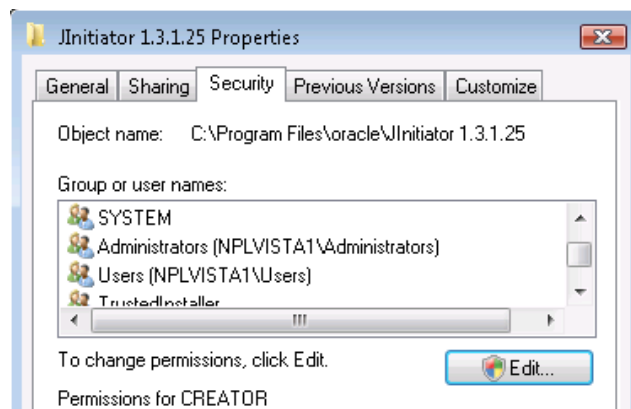 JInitiator 1.3.1.25 Properties
General Sharing Security Previous Versions Customize
Object name: C:\Program Files\oracle\JInitiator 1.3.1.25
Group or user names:
SYSTEM
Administrators (NPLVISTA1\Administrators)
Users (NPLVISTA1\Users)
TrustedInstaller
To change permissions, click Edit.
Edit...
Permissions for CREATOR